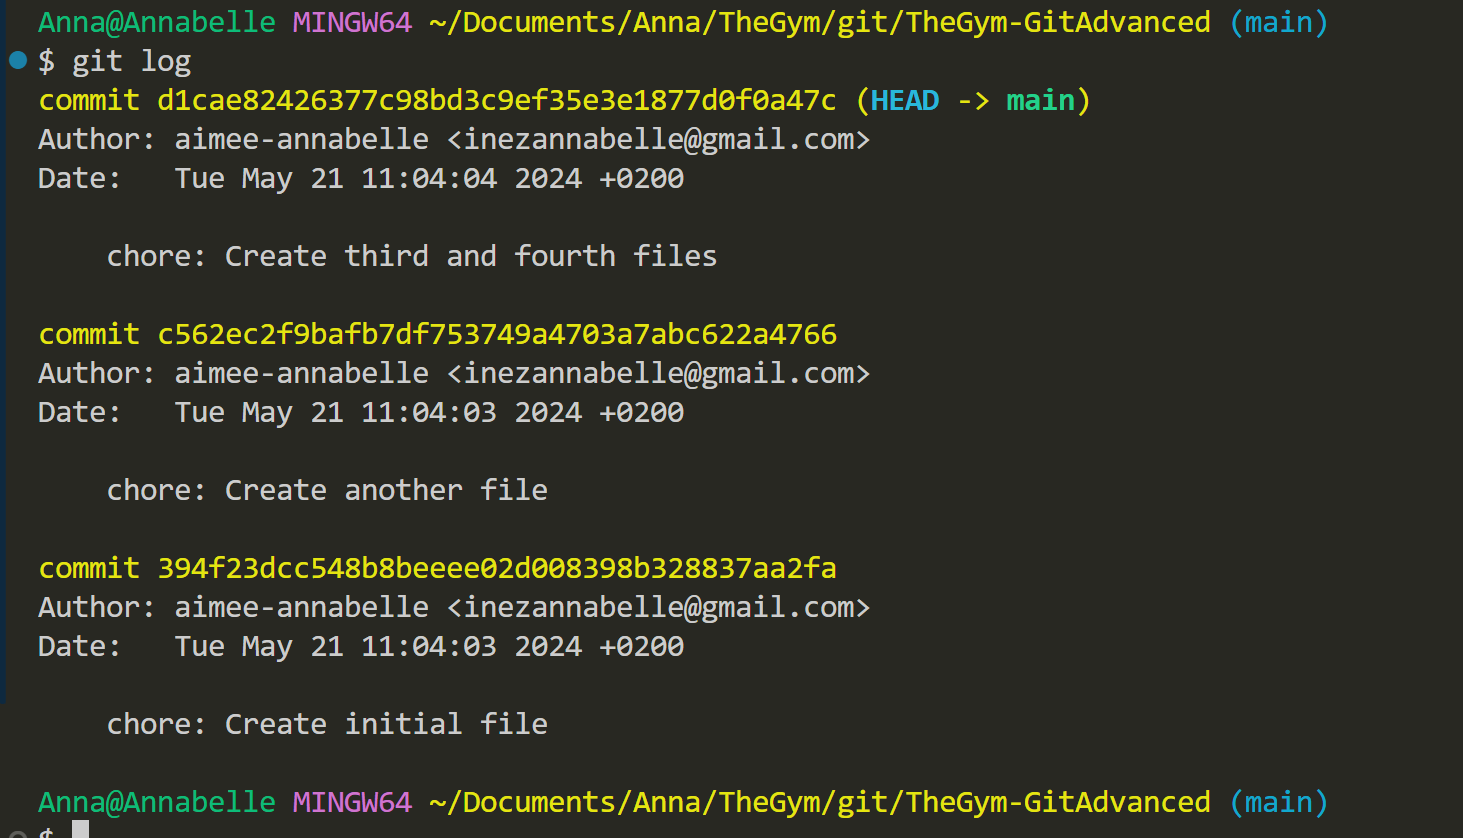 Anna@Annabelle MINGW64 ~/Documents/Anna/TheGym/git/TheGym-GitAdvanced (main)
$ git log
commit d1cae82426377c98bd3c9ef35e3e1877d0f0a47c (HEAD -> main)
Author: aimee-annabelle <inezannabelle@gmail.com>
Date:   Tue May 21 11:04:04 2024 +0200

    chore: Create third and fourth files

commit c562ec2f9bafb7df753749a4703a7abc622a4766
Author: aimee-annabelle <inezannabelle@gmail.com>
Date:   Tue May 21 11:04:03 2024 +0200

    chore: Create another file

commit 394f23dcc548b8beeee02d008398b328837aa2fa
Author: aimee-annabelle <inezannabelle@gmail.com>
Date:   Tue May 21 11:04:03 2024 +0200

    chore: Create initial file

Anna@Annabelle MINGW64 ~/Documents/Anna/TheGym/git/TheGym-GitAdvanced (main)
$